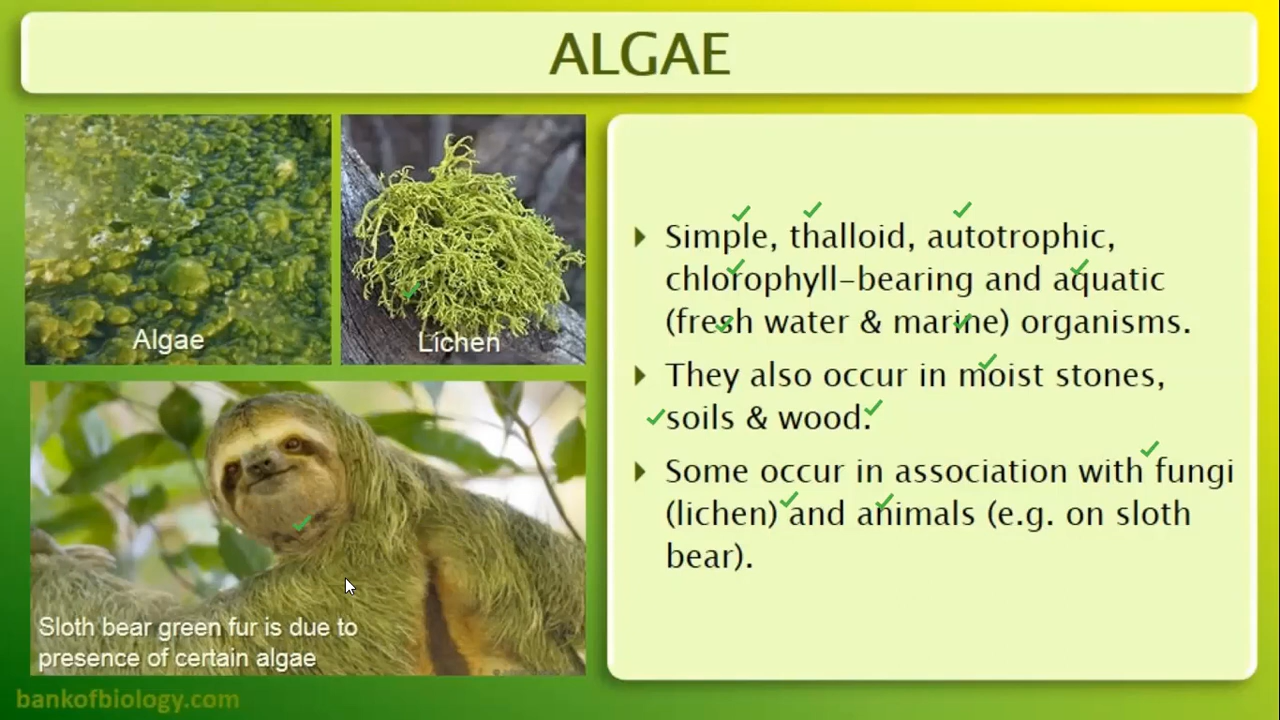 ALGAE
Algae
Lichen
Sloth bear green fur is due to
presence of certain algae
Simple, thalloid, autotrophic,
chlorophyll-bearing and aquatic
(fresh water & marine) organisms.
They also occur in moist stones,
soils & wood.
Some occur in association with fungi
(lichen) and animals (e.g. on sloth
bear).
bankofbiology.com